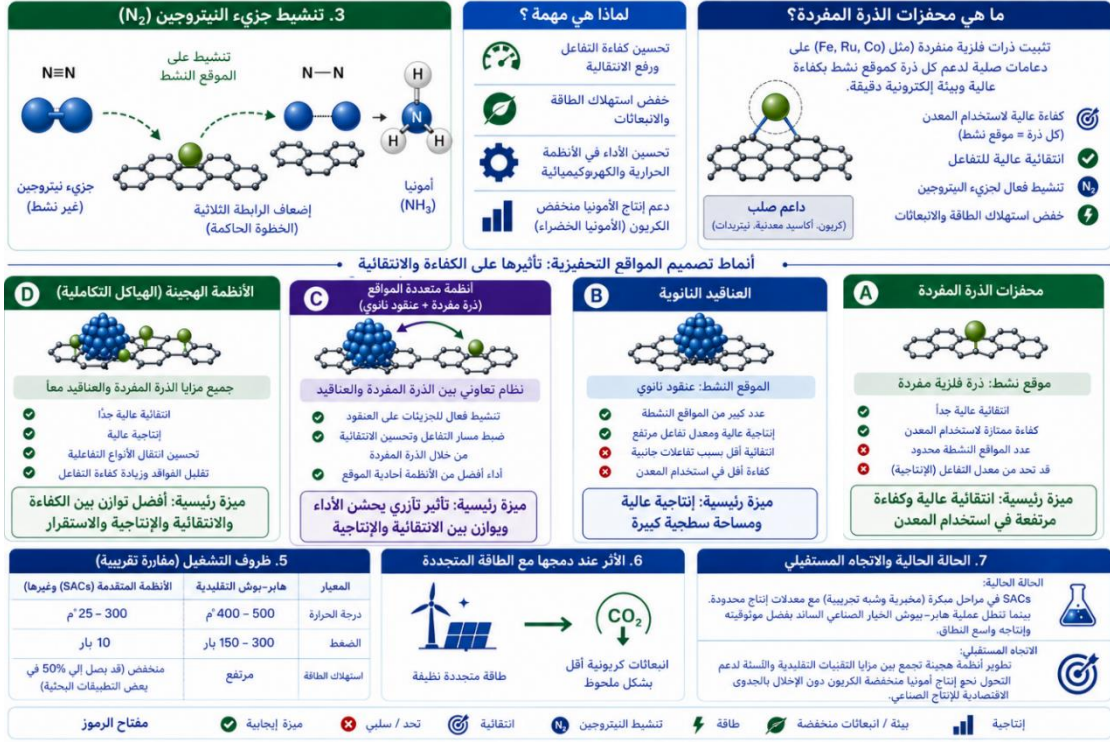 ما هي محفزات الذرة المفردة؟
تثبيت ذرات فلزية منفردة (مثل Fe, Ru, Co) على
دعامات صلبة لدعم كل ذرة كموقع نشط بكفاءة
عالية وبيئة إلكترونية دقيقة.
كفاءة عالية لاستخدام المعدن
(كل ذرة = موقع نشط)
انتقائية عالية للتفاعل
N₂
تنشيط فعال لجزيء النيتروجين
خفض استهلاك الطاقة والانبعاثات
داعم صلب
(كربون، أكاسيد معدنية، نيتريدات)
لماذا هي مهمة ؟
تحسين كفاءة التفاعل
ورفع الانتقالية
خفض استهلاك الطاقة
والانبعاثات
تحسين الأداء في الأنظمة
الحرارية والكهروكيميائية
دعم إنتاج الأمونيا منخفض
الكربون (الأمونيا الخضراء)
3. تنشيط جزيء النيتروجين (N₂)
N≡N
تنشيط على
الموقع النشط
N—N
H
N
H
H
جزيء نيتروجين
(غير نشط)
إضعاف الرابطة الثلاثية
(الخطوة الحاكمة)
أمونيا
(NH₃)
أنماط تصميم المواقع التحفيزية: تأثيرها على الكفاءة والانتقائية
A
محفزات الذرة المفردة
موقع نشط: ذرة فلزية مفردة
انتقائية عالية جداً
كفاءة ممتازة لاستخدام المعدن
عدد المواقع النشطة محدود
قد تحد من معدل التفاعل (الإنتاجية)
ميزة رئيسية: انتقائية عالية وكفاءة
مرتفعة في استخدام المعدن
B
العناقيد النانوية
الموقع النشط: عنقود نانوي
عدد كبير من المواقع النشطة
إنتاجية عالية ومعدل تفاعل مرتفع
انتقائية أقل بسبب تفاعلات جانبية
كفاءة أقل في استخدام المعدن
ميزة رئيسية: إنتاجية عالية
ومساحة سطحية كبيرة
C
أنظمة متعددة المواقع
(ذرة مفردة + عنقود نانوي)
نظام تعاوني بين الذرة المفردة والعناقيد
تنشيط فعال للجزيئات على العنقود
ضبط مسار التفاعل وتحسين الانتقائية
من خلال الذرة المفردة
أداء أفضل من الأنظمة أحادية الموقع
ميزة رئيسية: تأثير تآزري يحشن الأداء
ويوازن بين الانتقائية والإنتاجية
D
الأنظمة الهجينة (الهياكل التكاملية)
جميع مزايا الذرة المفردة والعناقيد معاً
انتقائية عالية جدًا
إنتاجية عالية
تحسين انتقال الأنواع التفاعلية
تقليل الفواقد وزيادة كفاءة التفاعل
ميزة رئيسية: أفضل توازن بين الكفاءة
والانتقائية والإنتاجية والاستقرار
7. الحالة الحالية والاتجاه المستقبلي
الحالة الحالية:
SACs في مراحل مبكرة (مخبرية وشبه تجريبية) مع معدلات إنتاج محدودة.
بينما تظل عملية هابر–بيوش الخيار الصناعي السائد بفضل موثوقيته
وإنتاجه واسع النطاق.
الاتجاه المستقبلي:
تطوير أنظمة هجينة تجمع بين مزايا التقنيات التقليدية لدعم
التحول نحو إنتاج أمونيا منخفضة الكربون دون الإخلال بالجدوى
الاقتصادية للإنتاج الصناعي.
6. الأثر عند دمجها مع الطاقة المتجددة
CO₂
طاقة متجددة نظيفة
انبعاثات كربونية أقل
بشكل ملحوظ
5. ظروف التشغيل (مفاررة تقريبية)
المعيار هابر–بوش التقليدية الأنظمة المتقدمة (SACs وغيرها)
درجة الحرارة 400 – 500 °م 25 – 300 °م
الضغط 150 – 300 بار 10 بار
استهلاك الطاقة مرتفع منخفض (قد يصل إلى 50% في
بعض التطبيقات البحثية)
مفتاح الرموز
ميزة إيجابية
تحد / سلبي
انتقائية
N₂
تنشيط النيتروجين
طاقة
بيئة / انبعاثات منخفضة
إنتاجية